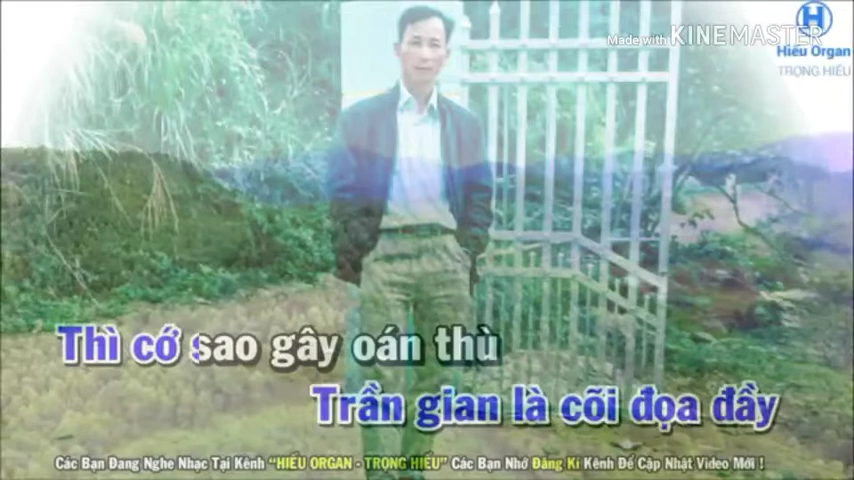 Made with KINEMASTER
H
Hiếu Organ
TRỌNG HIẾU
Thì cớ sao gây oán thù
Trần gian là cõi đọa đầy
Các Bạn Đang Nghe Nhạc Tại Kênh “HIẾU ORGAN - TRỌNG HIẾU” Các Bạn Nhớ Đăng Kí Kênh Để Cập Nhật Video Mới !